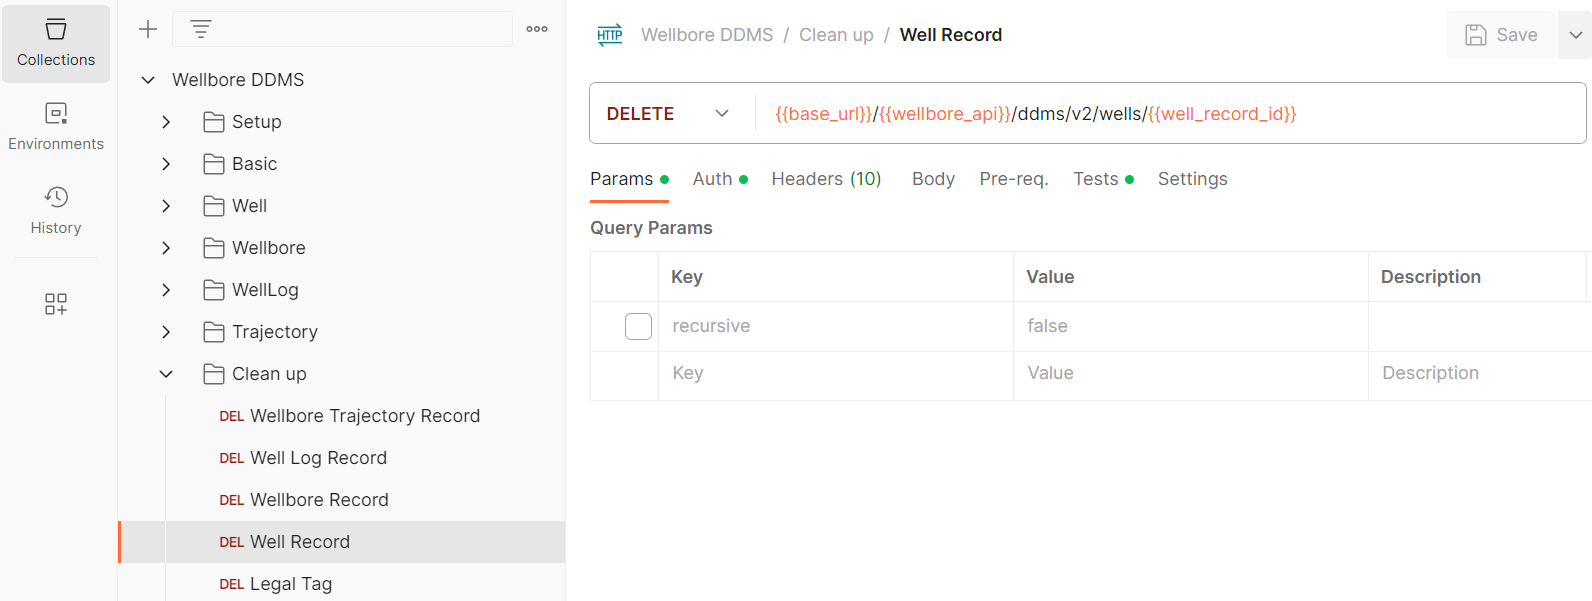 Collections
Environments
History
Wellbore DDMS
Setup
Basic
Well
Wellbore
WellLog
Trajectory
Clean up
DEL Wellbore Trajectory Record
DEL Well Log Record
DEL Wellbore Record
DEL Well Record
DEL Legal Tag
HTTP Wellbore DDMS / Clean up / Well Record
Save
DELETE {{base_url}}/{{wellbore_api}}/ddms/v2/wells/{{well_record_id}}
Params Auth Headers (10) Body Pre-req. Tests Settings
Query Params
Key Value Description
recursive false
Key Value Description